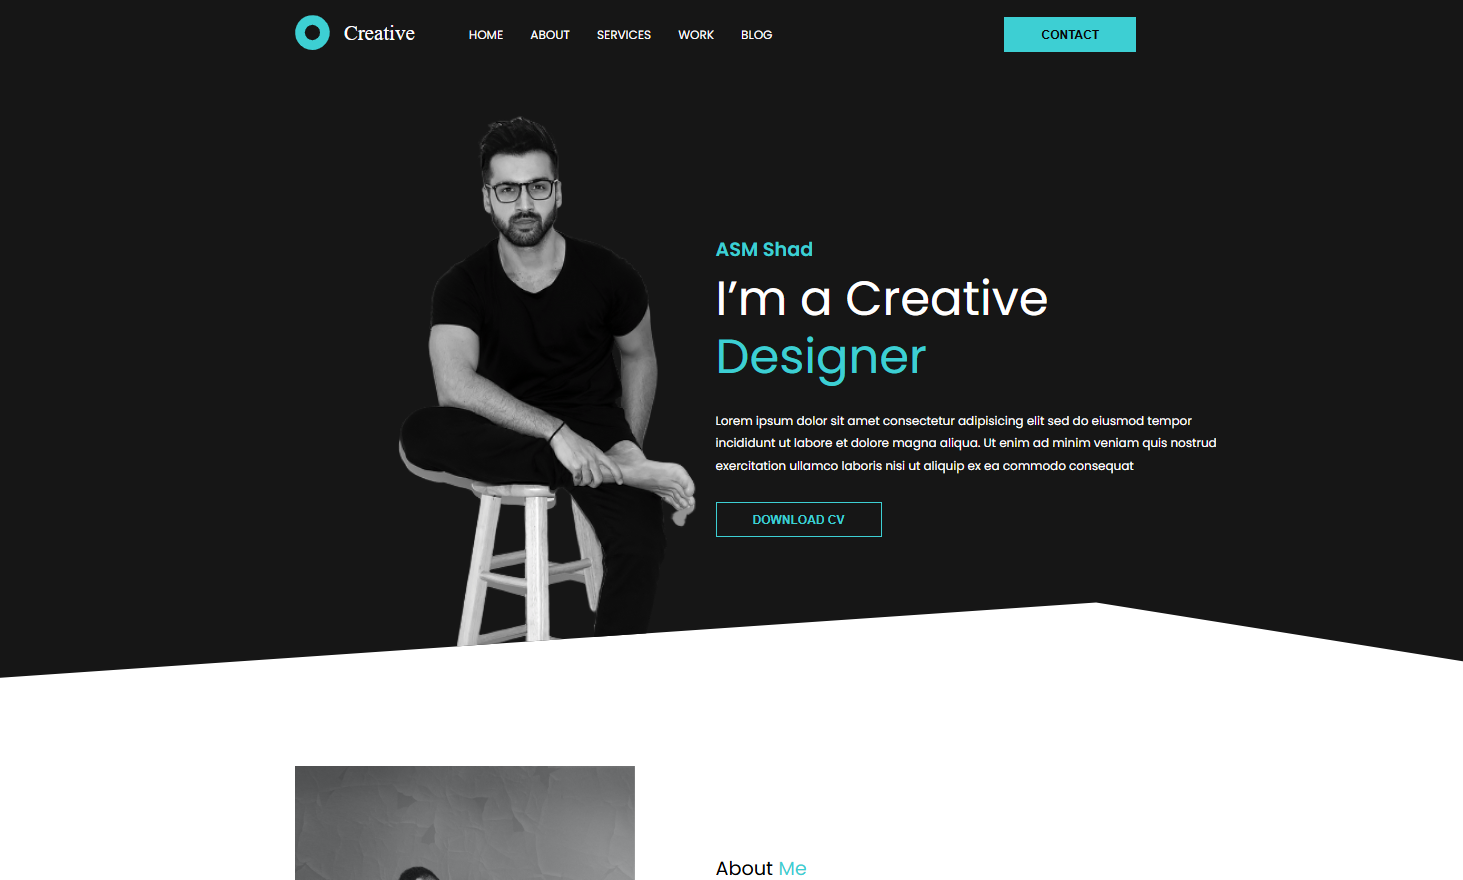 Creative
HOME
ABOUT
SERVICES
WORK
BLOG
CONTACT
ASM Shad
I’m a Creative
Designer
Lorem ipsum dolor sit amet consectetur adipisicing elit sed do eiusmod tempor
incididunt ut labore et dolore magna aliqua. Ut enim ad minim veniam quis nostrud
exercitation ullamco laboris nisi ut aliquip ex ea commodo consequat
DOWNLOAD CV
About Me